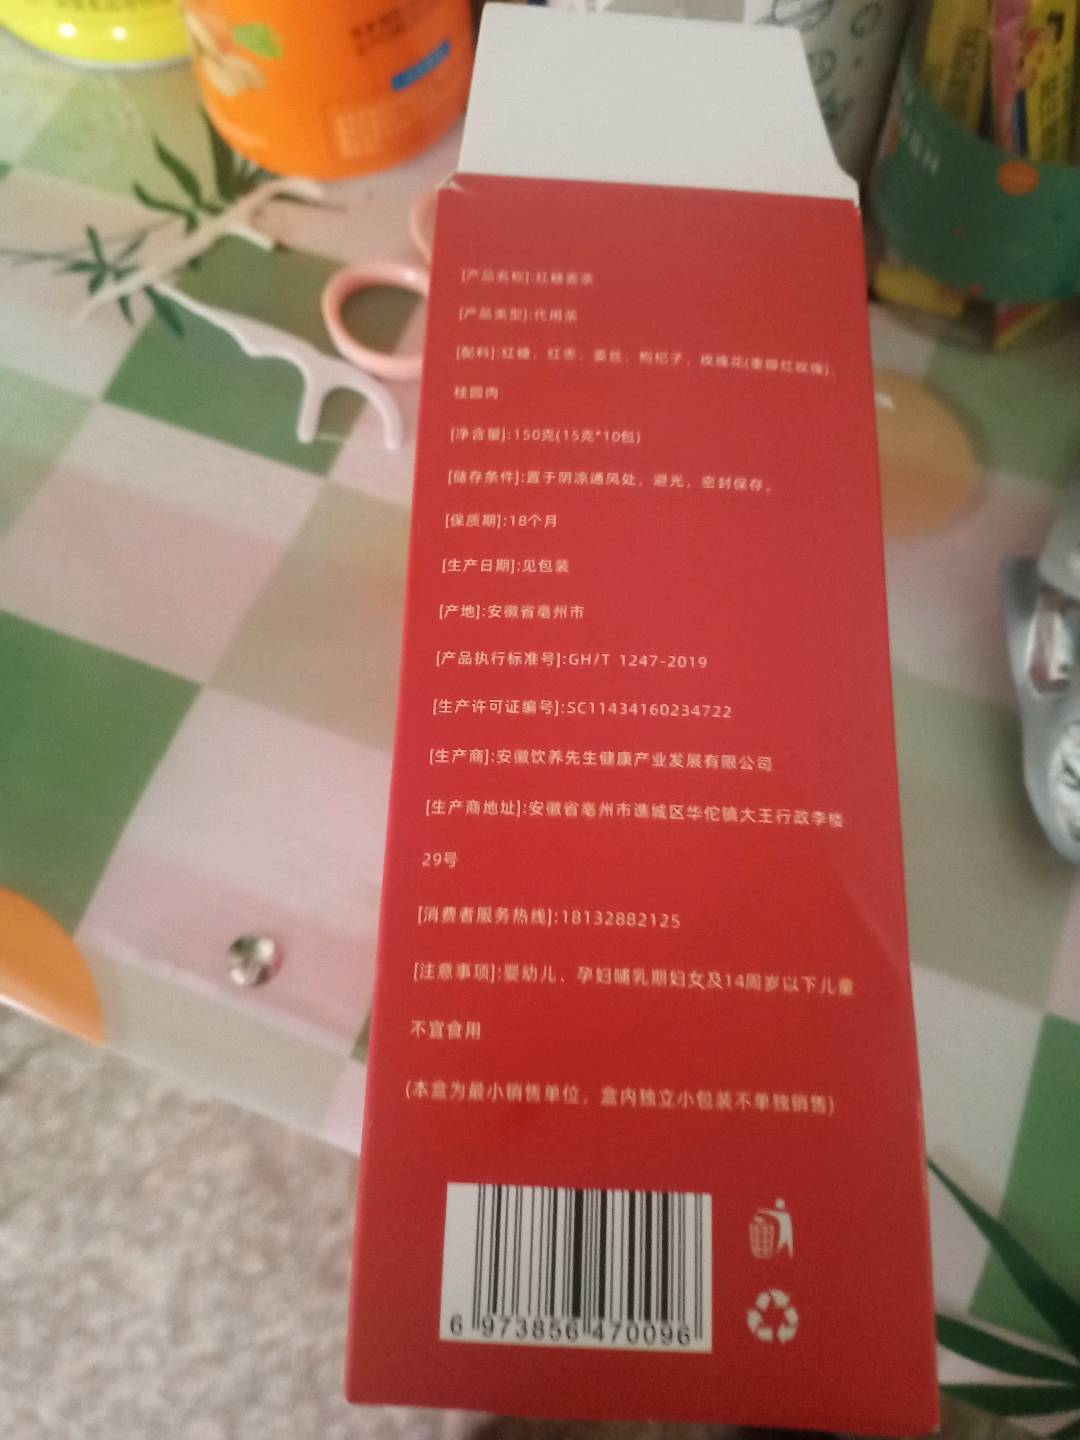 [产品名称]:红糖姜茶
[产品类型]:代用茶
[配料]:红糖、红枣、姜丝、枸杞子、玫瑰花(重瓣红玫瑰)、
桂圆肉
[净含量]:150克(15克*10包)
[储存条件]:置于阴凉通风处，避光，密封保存。
[保质期]:18个月
[生产日期]:见包装
[产地]:安徽省亳州市
[产品执行标准号]:GH/T 1247-2019
[生产许可证编号]:SC11434160234722
[生产商]:安徽饮养先生健康产业发展有限公司
[生产商地址]:安徽省亳州市谯城区华佗镇大王行政李楼
29号
[消费者服务热线]:18132882125
[注意事项]:婴幼儿、孕妇哺乳期妇女及14周岁以下儿童
不宜食用
(本盒为最小销售单位，盒内独立小包装不单独销售)
6 973856 470096